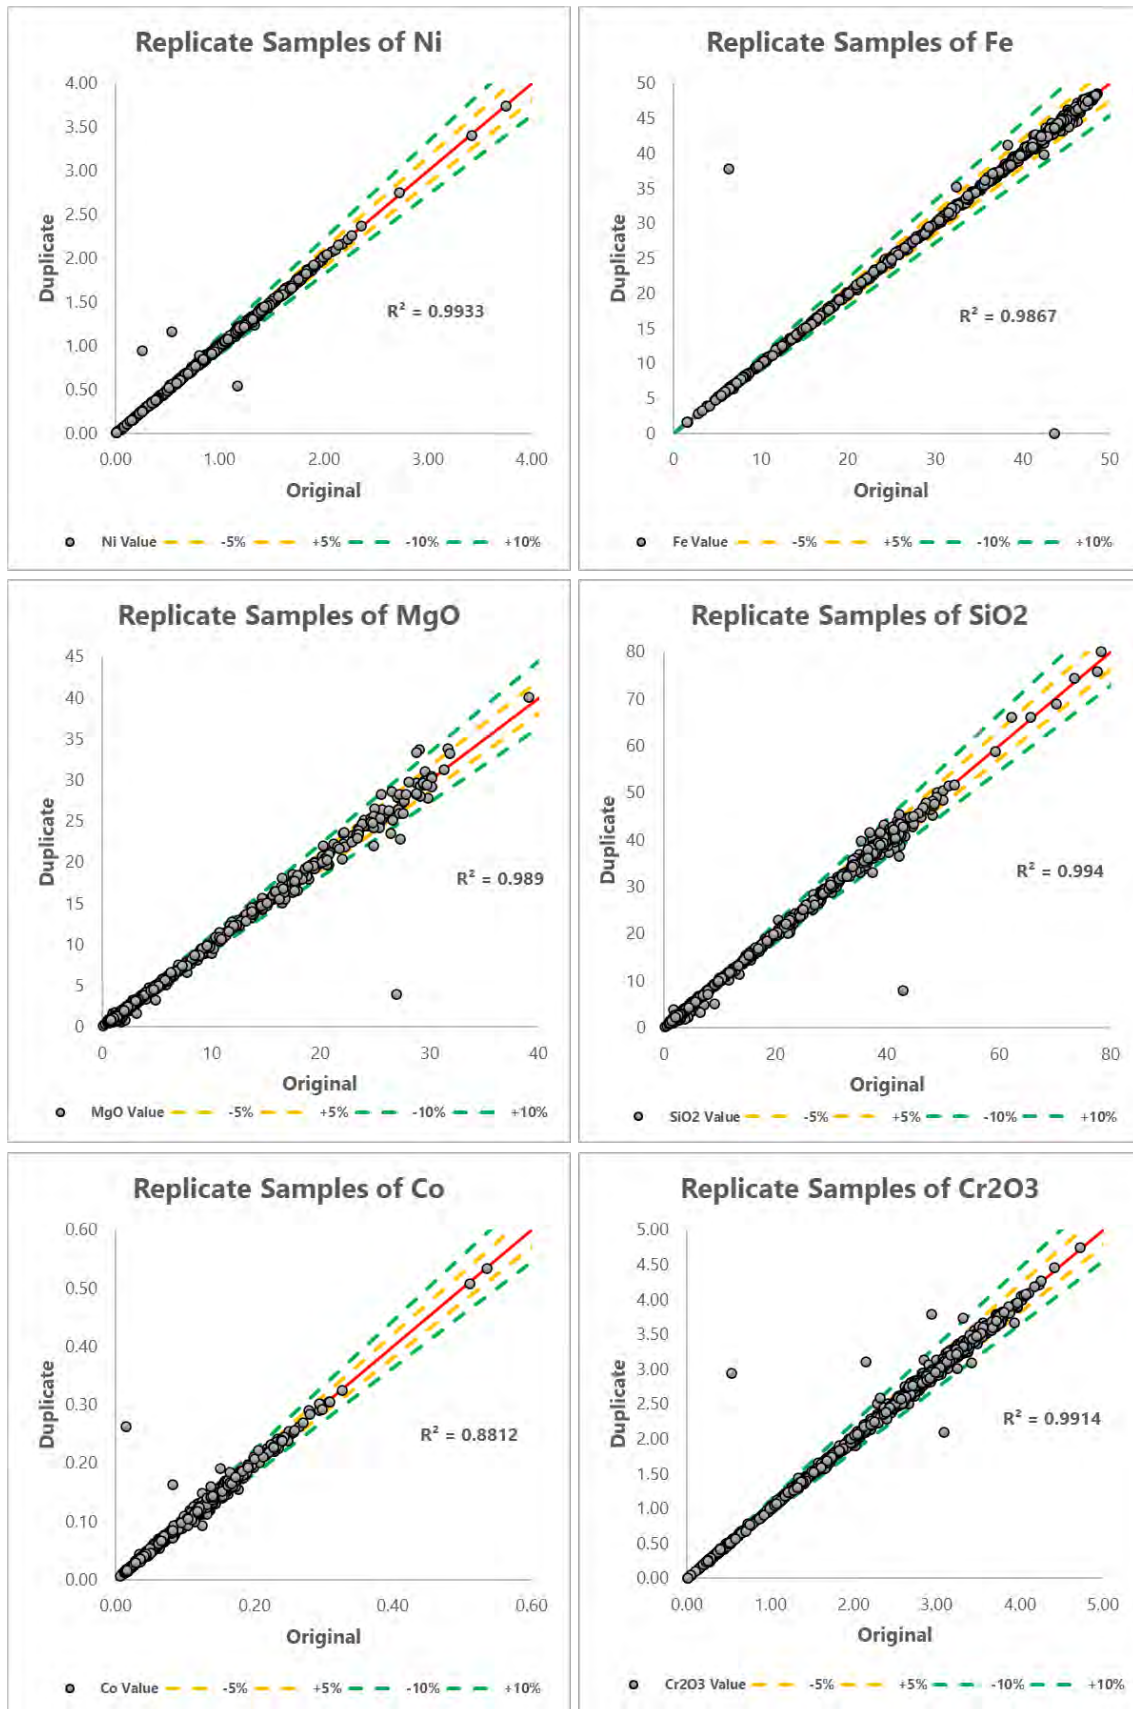 Replicate Samples of Ni
4.00
3.50
3.00
2.50
2.00
1.50
1.00
0.50
0.00
Duplicate
R² = 0.9933
0.00 1.00 2.00 3.00 4.00
Original
Ni Value -5% +5% -10% +10%
Replicate Samples of Fe
50
45
40
35
30
25
20
15
10
5
0
Duplicate
R² = 0.9867
0 10 20 30 40 50
Original
Fe Value -5% +5% -10% +10%
Replicate Samples of MgO
45
40
35
30
25
20
15
10
5
0
Duplicate
R² = 0.989
0 10 20 30 40
Original
MgO Value -5% +5% -10% +10%
Replicate Samples of SiO2
80
70
60
50
40
30
20
10
0
Duplicate
R² = 0.994
0 20 40 60 80
Original
SiO2 Value -5% +5% -10% +10%
Replicate Samples of Co
0.60
0.50
0.40
0.30
0.20
0.10
0.00
Duplicate
R² = 0.8812
0.00 0.20 0.40 0.60
Original
Co Value -5% +5% -10% +10%
Replicate Samples of Cr2O3
5.00
4.50
4.00
3.50
3.00
2.50
2.00
1.50
1.00
0.50
0.00
Duplicate
R² = 0.9914
0.00 1.00 2.00 3.00 4.00 5.00
Original
Cr2O3 Value -5% +5% -10% +10%